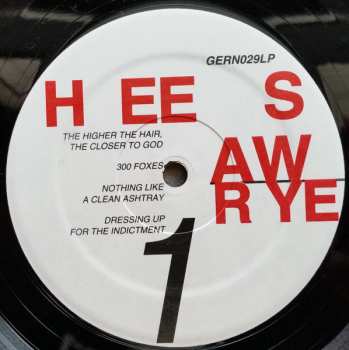 GERN029LP
H EE S
THE HIGHER THE HAIR,
THE CLOSER TO GOD
300 FOXES
AW
NOTHING LIKE
A CLEAN ASHTRAY
RYE
DRESSING UP
FOR THE INDICTMENT
1